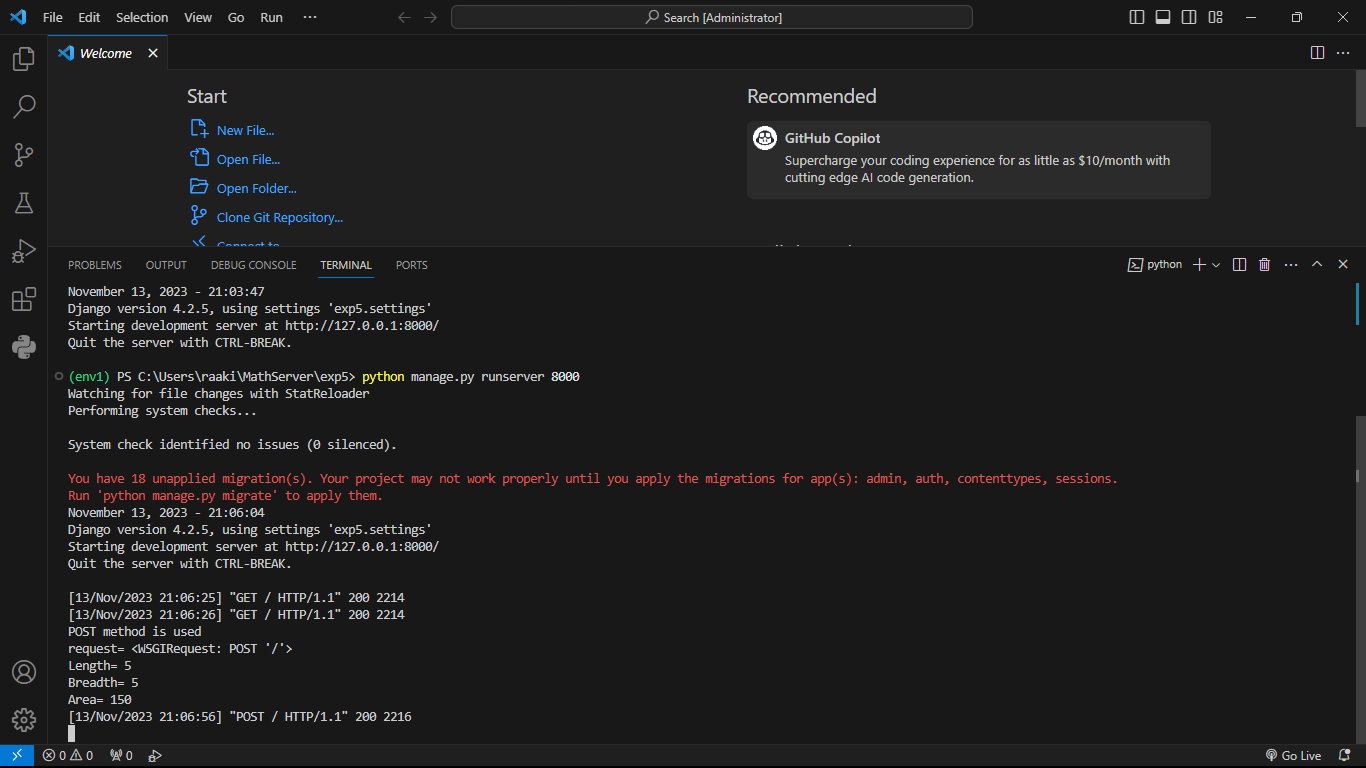 File Edit Selection View Go Run ···
Search [Administrator]
Welcome
Start
New File...
Open File...
Open Folder...
Clone Git Repository...
Recommended
GitHub Copilot
Supercharge your coding experience for as little as $10/month with
cutting edge AI code generation.
PROBLEMS OUTPUT DEBUG CONSOLE TERMINAL PORTS
python
November 13, 2023 - 21:03:47
Django version 4.2.5, using settings 'exp5.settings'
Starting development server at http://127.0.0.1:8000/
Quit the server with CTRL-BREAK.
(env1) PS C:\Users\raaki\MathServer\exp5> python manage.py runserver 8000
Watching for file changes with StatReloader
Performing system checks...
System check identified no issues (0 silenced).
You have 18 unapplied migration(s). Your project may not work properly until you apply the migrations for app(s): admin, auth, contenttypes, sessions.
Run 'python manage.py migrate' to apply them.
November 13, 2023 - 21:06:04
Django version 4.2.5, using settings 'exp5.settings'
Starting development server at http://127.0.0.1:8000/
Quit the server with CTRL-BREAK.
[13/Nov/2023 21:06:25] "GET / HTTP/1.1" 200 2214
[13/Nov/2023 21:06:26] "GET / HTTP/1.1" 200 2214
POST method is used
request= <WSGIRequest: POST '/'>
Length= 5
Breadth= 5
Area= 150
[13/Nov/2023 21:06:56] "POST / HTTP/1.1" 200 2216
0 0 0
Go Live